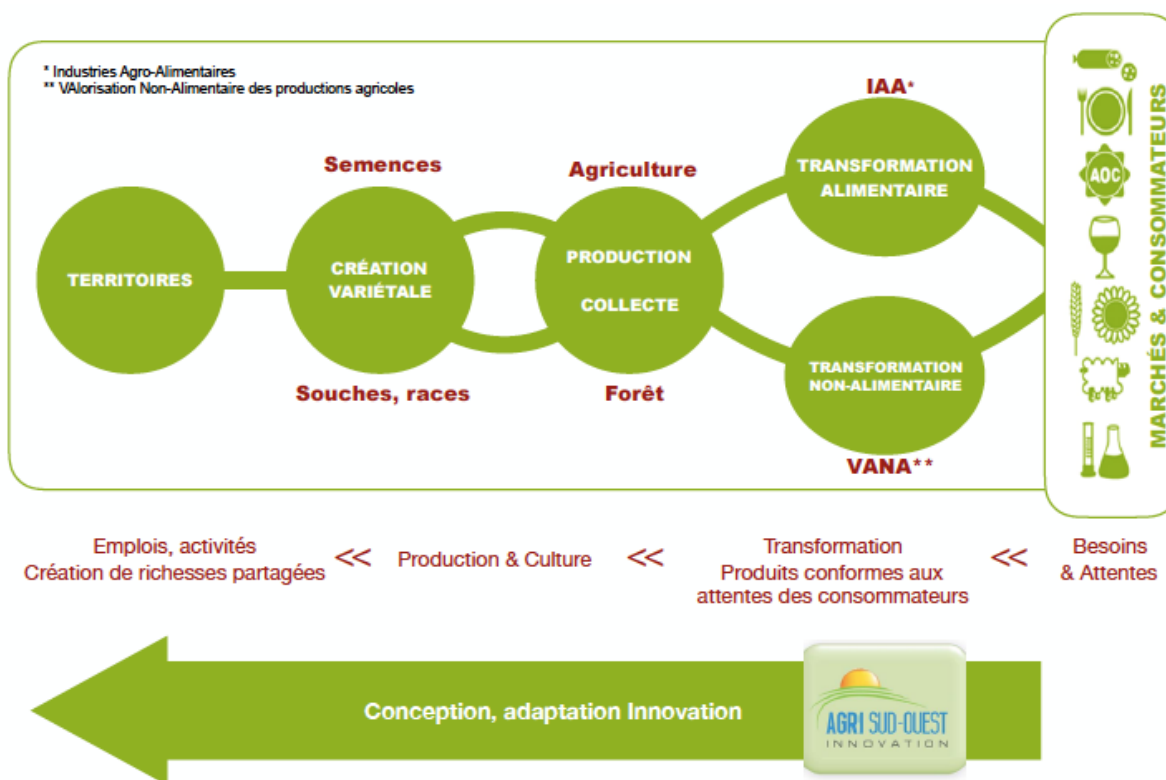 * Industries Agro-Alimentaires
** VAlorisation Non-Alimentaire des productions agricoles
IAA*
Semences
Agriculture
TRANSFORMATION
ALIMENTAIRE
TERRITOIRES
CRÉATION
VARIÉTALE
PRODUCTION
COLLECTE
TRANSFORMATION
NON-ALIMENTAIRE
Souches, races
Forêt
VANA**
AOC
MARCHÉS & CONSOMMATEURS
Emplois, activités
Création de richesses partagées
<<
Production & Culture
<<
Transformation
Produits conformes aux
attentes des consommateurs
<<
Besoins
& Attentes
Conception, adaptation Innovation
AGRI SUD-OUEST
INNOVATION